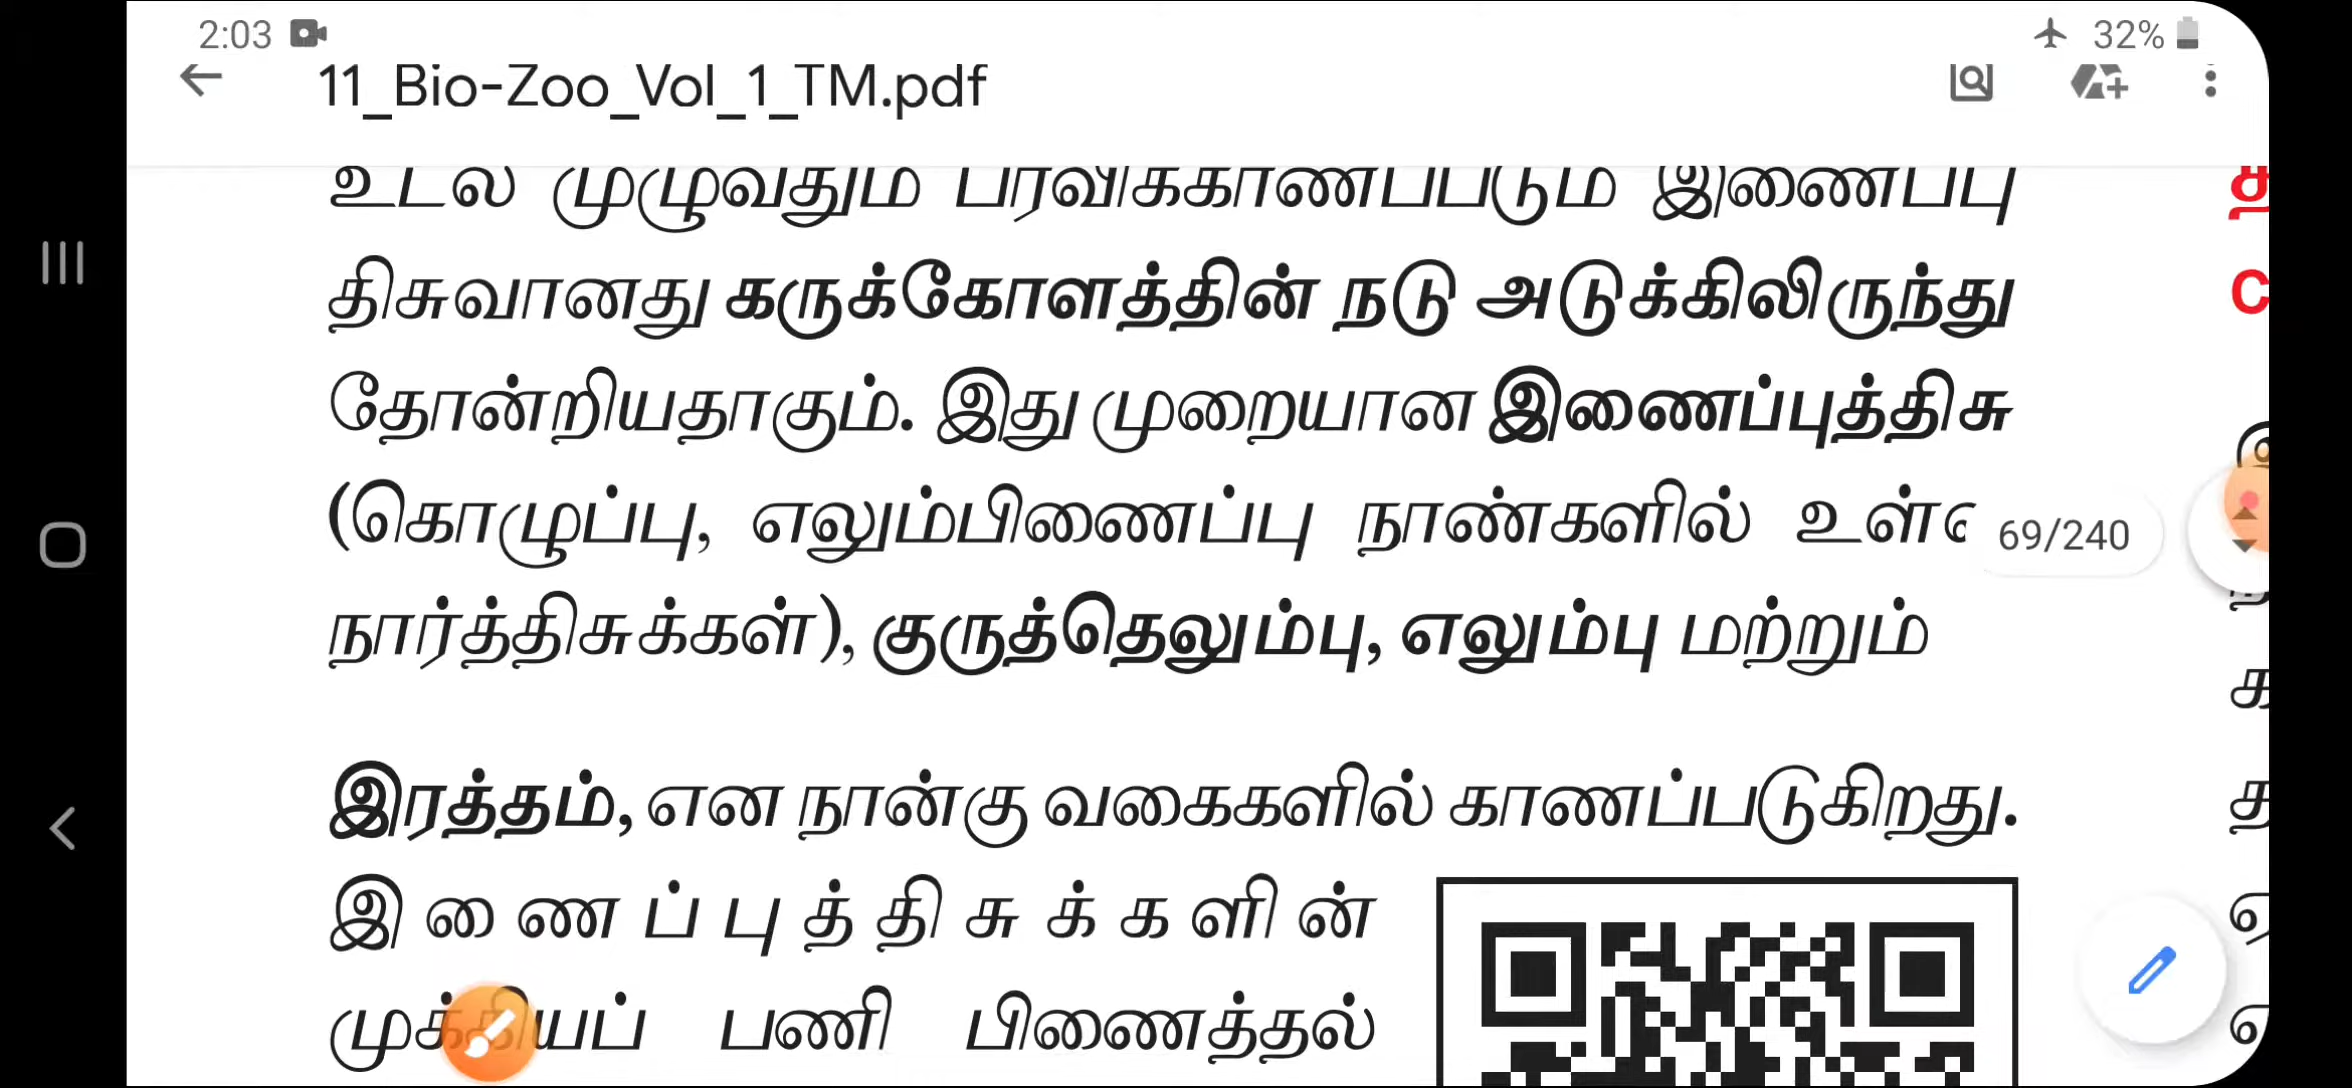 2:03
32%
11_Bio-Zoo_Vol_1_TM.pdf
உடல் முழுவதும் பரவிக்காணப்படும் இணைப்பு
திசுவானது கருக்கோளத்தின் நடு அடுக்கிலிருந்து
தோன்றியதாகும். இது முறையான இணைப்புத்திசு
(கொழுப்பு, எலும்பிணைப்பு நாண்களில்
69/240
நார்த்திசுக்கள்), குருத்தெலும்பு, எலும்பு மற்றும்
இரத்தம், என நான்கு வகைகளில் காணப்படுகிறது.
இணைப்புத்திசுக்களின்
முக்கியப் பணி பிணைத்தல்